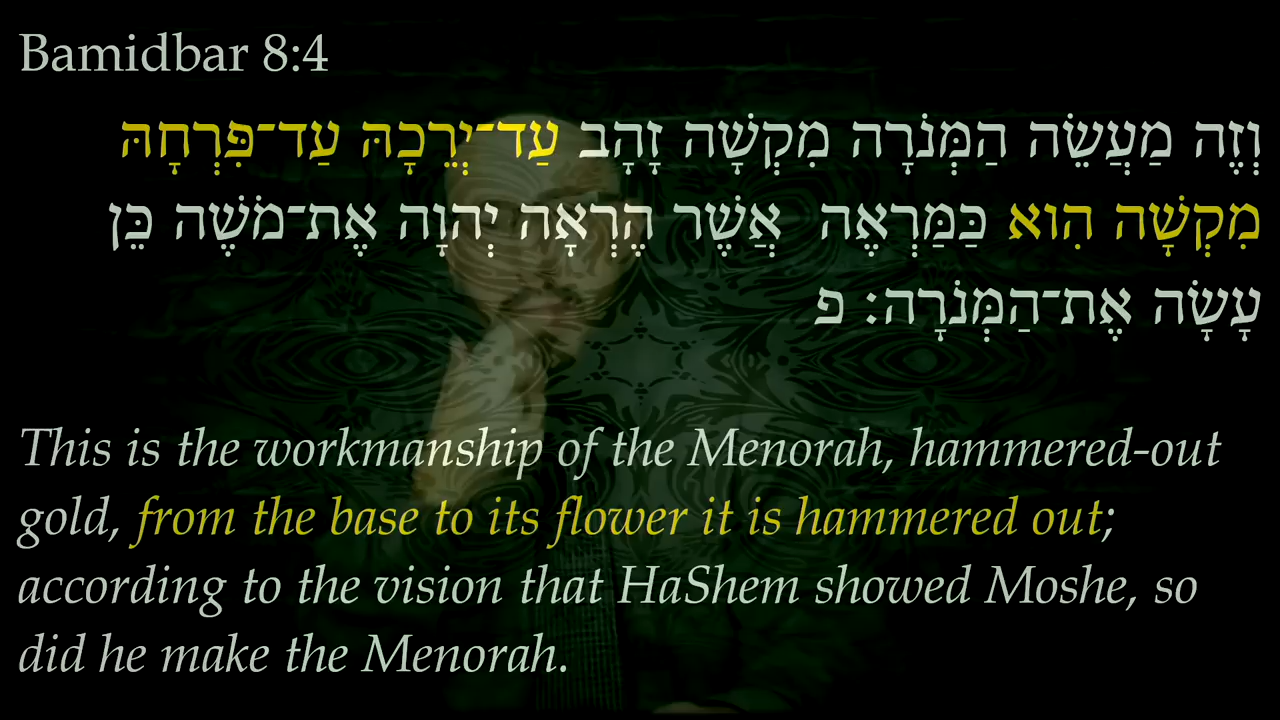 Bamidbar 8:4
וְזֶה מַעֲשֵׂה הַמְּנֹרָה מִקְשָׁה זָהָב עַד־יְרֵכָהּ עַד־פִּרְחָהּ
מִקְשָׁה הִוא כַּמַּרְאֶה אֲשֶׁר הֶרְאָה יְהוָה אֶת־מֹשֶׁה כֵּן
עָשָׂה אֶת־הַמְּנֹרָה׃ פ
This is the workmanship of the Menorah, hammered-out
gold, from the base to its flower it is hammered out;
according to the vision that HaShem showed Moshe, so
did he make the Menorah.